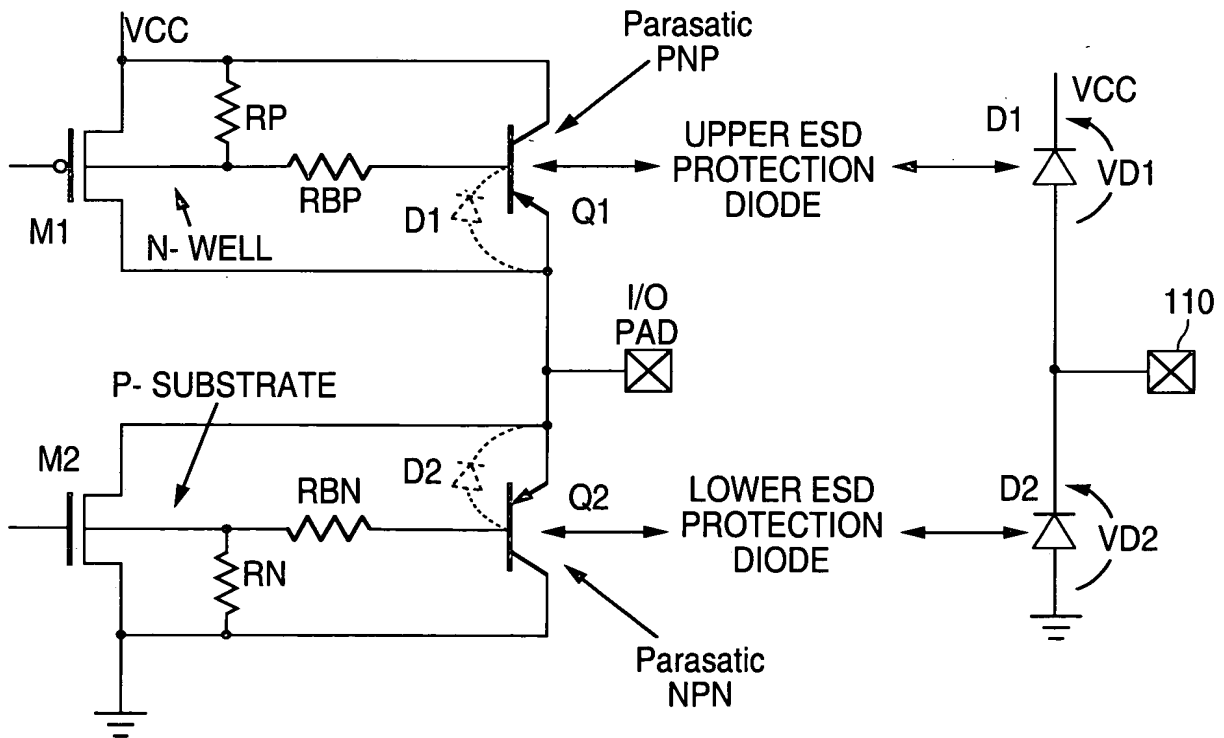 VCC
Parasatic
PNP
RP
RBP
D1
Q1
M1
N- WELL
UPPER ESD
PROTECTION
DIODE
D1
VCC
VD1
I/O
PAD
110
P- SUBSTRATE
M2
RBN
D2
Q2
RN
LOWER ESD
PROTECTION
DIODE
D2
VD2
Parasatic
NPN